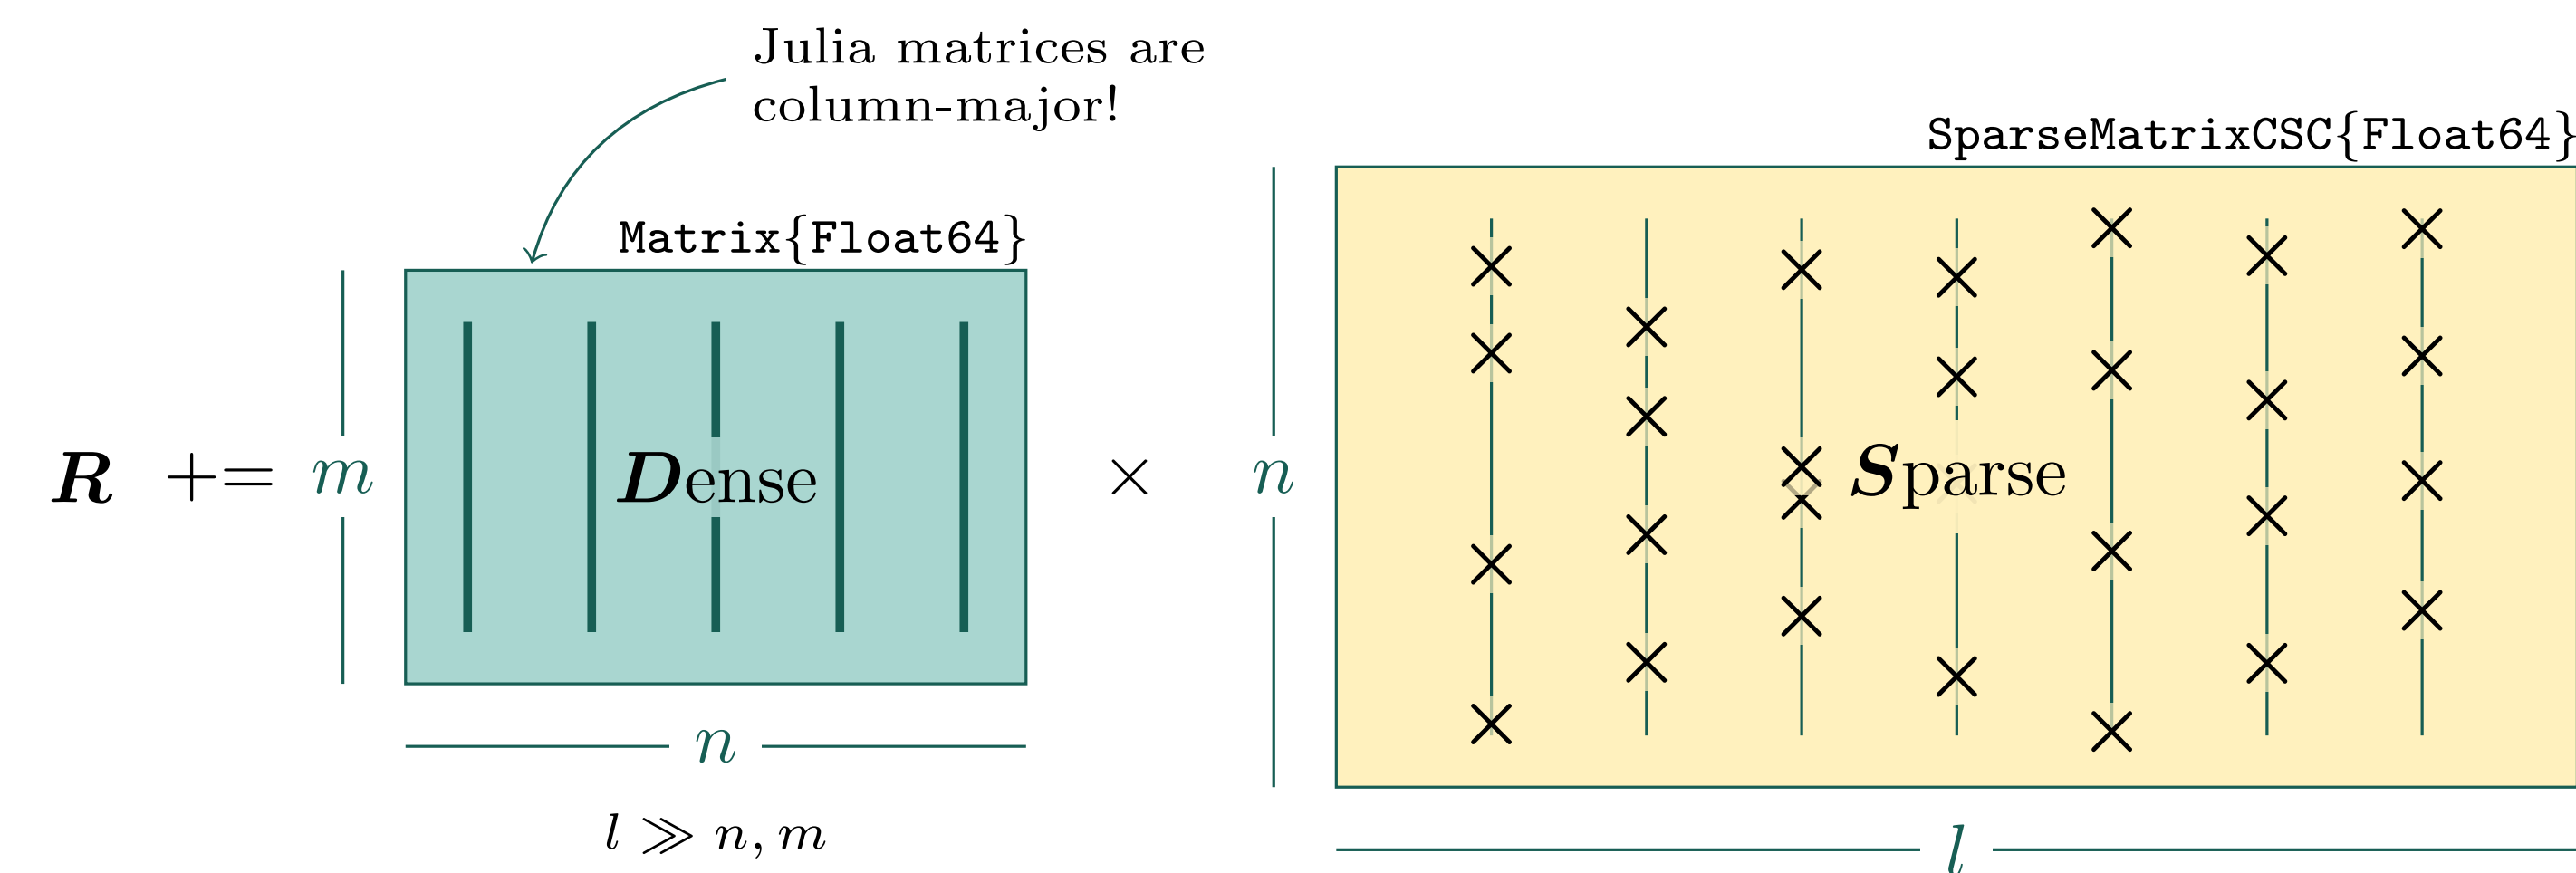 Julia matrices are
column-major!
SparseMatrixCSC{Float64}
Matrix{Float64}
R += m Dense × n Sparse
n
l ≫ n, m
l